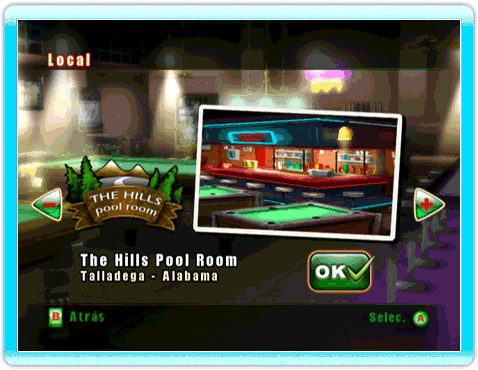 Local
THE HILLS
pool room
The Hills Pool Room
Talladega - Alabama
OK
B Atrás
Selec. A